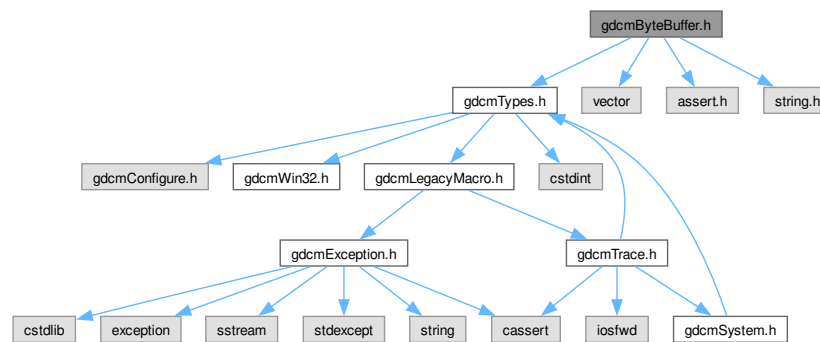 gdcmByteBuffer.h
gdcmTypes.h
vector
assert.h
string.h
gdcmConfigure.h
gdcmWin32.h
gdcmLegacyMacro.h
cstdint
gdcmException.h
gdcmTrace.h
cstdlib
exception
sstream
stdexcept
string
cassert
iosfwd
gdcmSystem.h